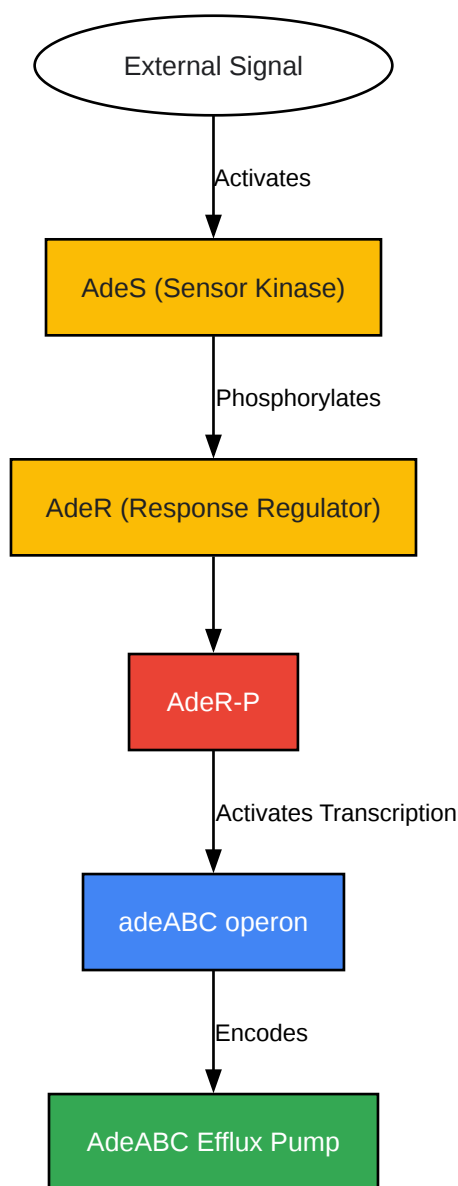 External Signal
Activates
AdeS (Sensor Kinase)
Phosphorylates
AdeR (Response Regulator)
AdeR-P
Activates Transcription
adeABC operon
Encodes
AdeABC Efflux Pump